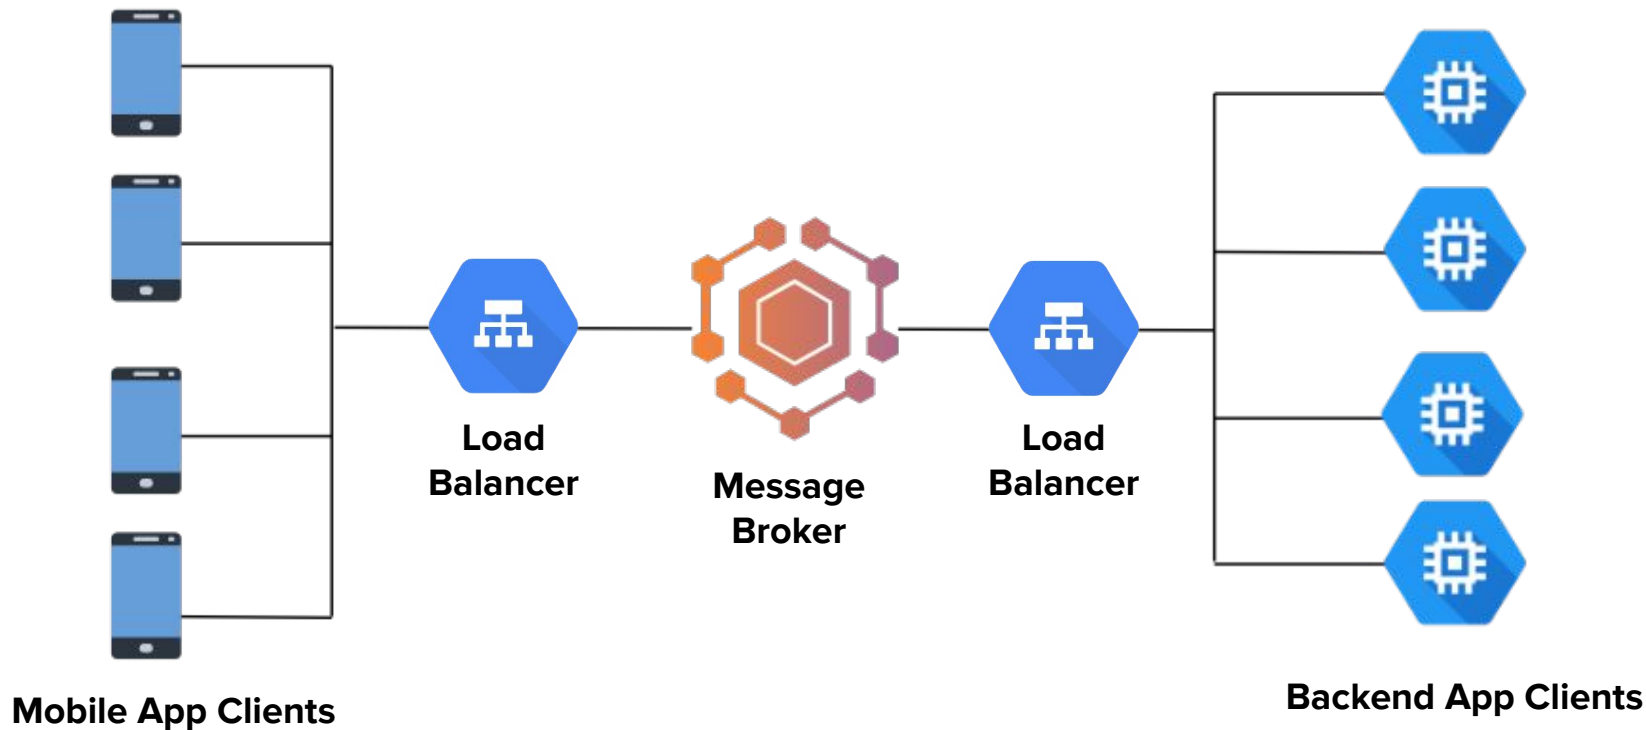 Load
Balancer
Message
Broker
Load
Balancer
Mobile App Clients
Backend App Clients